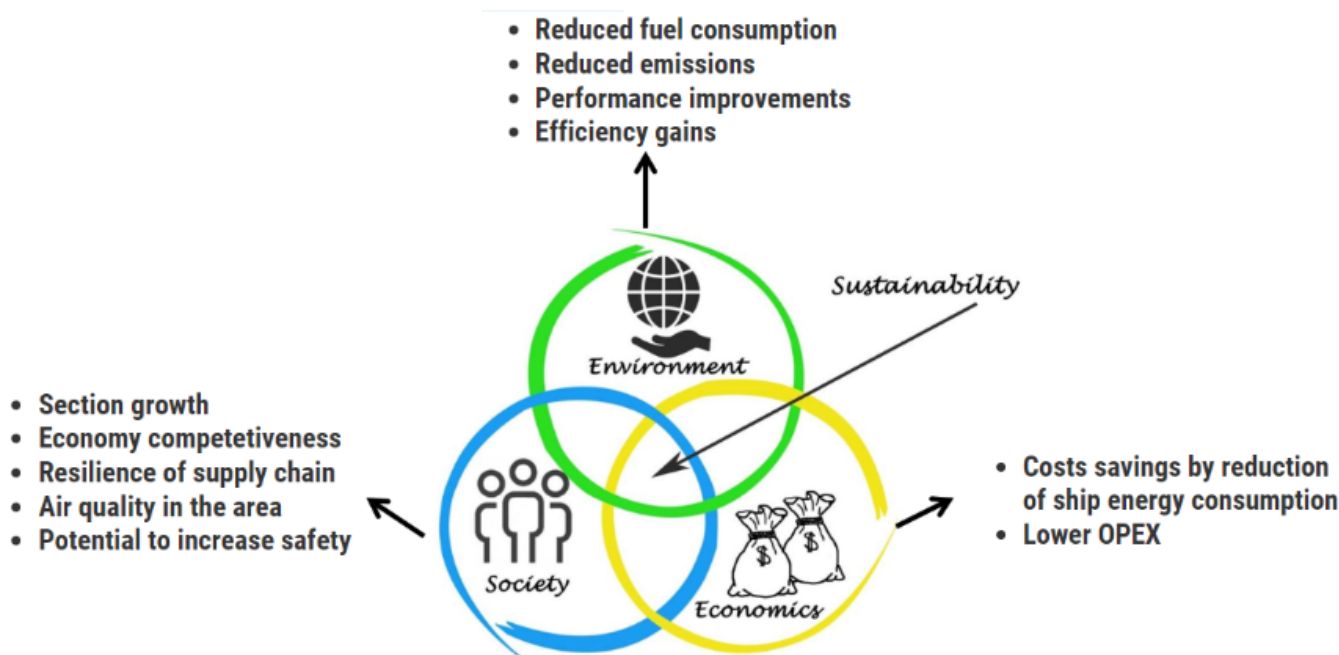 • Reduced fuel consumption
• Reduced emissions
• Performance improvements
• Efficiency gains
Sustainability
Environment
• Section growth
• Economy competetiveness
• Resilience of supply chain
• Air quality in the area
• Potential to increase safety
• Costs savings by reduction
of ship energy consumption
• Lower OPEX
$ $
Society
Economics